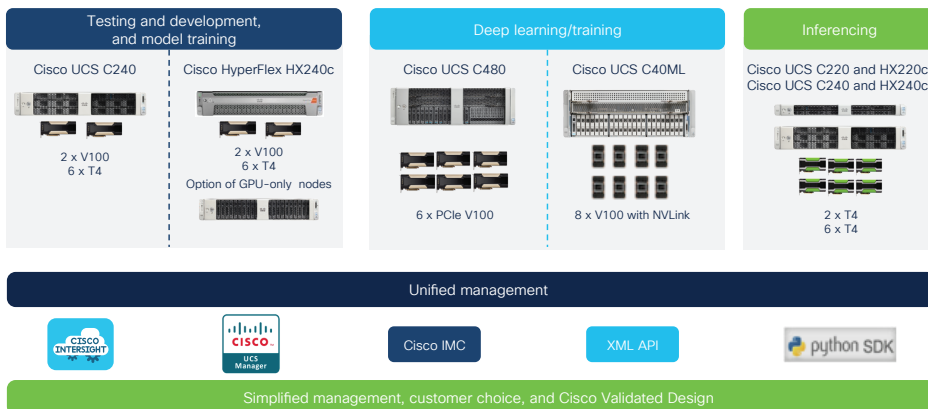 Testing and development,
and model training
Cisco UCS C240
2 x V100
6 x T4
Cisco HyperFlex HX240c
2 x V100
6 x T4
Option of GPU-only nodes
Deep learning/training
Cisco UCS C480
6 x PCIe V100
Cisco UCS C40ML
8 x V100 with NVLink
Inferencing
Cisco UCS C220 and HX220c
Cisco UCS C240 and HX240c
2 x T4
6 x T4
Unified management
CISCO
INTERSIGHT
CISCO
UCS
Manager
Cisco IMC
XML API
python SDK
Simplified management, customer choice, and Cisco Validated Design